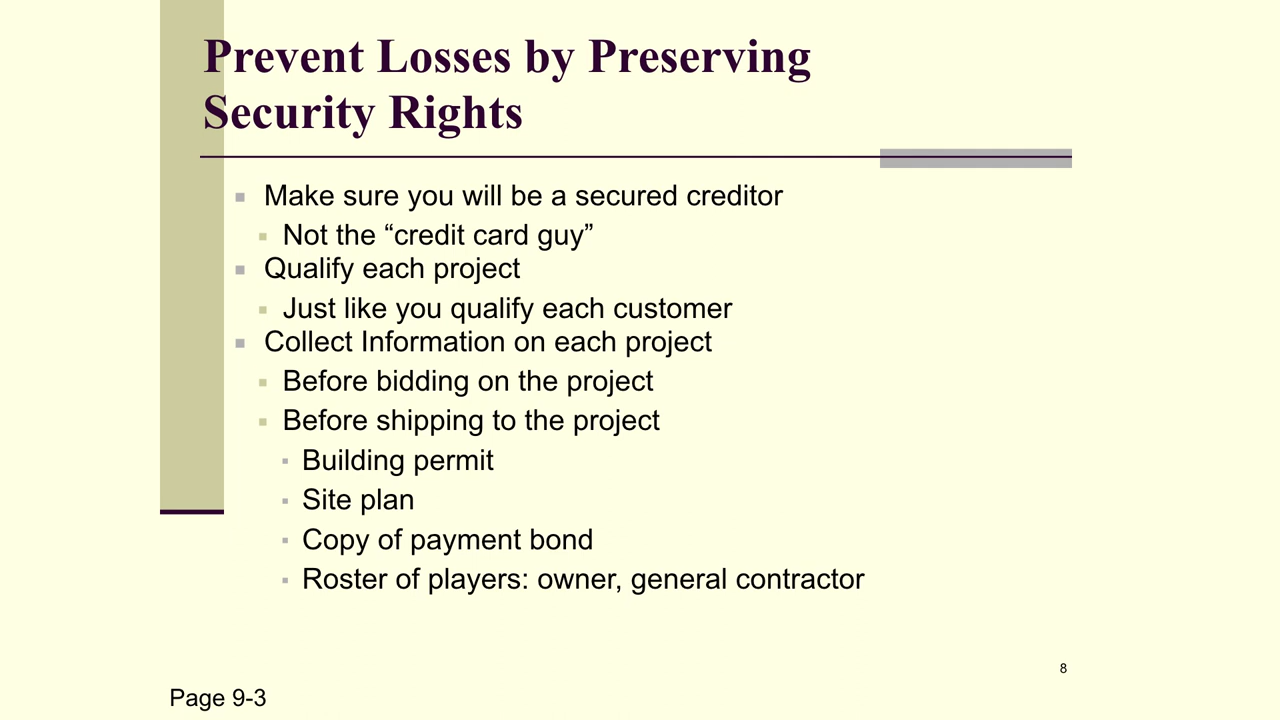 Prevent Losses by Preserving
Security Rights
Make sure you will be a secured creditor
Not the “credit card guy”
Qualify each project
Just like you qualify each customer
Collect Information on each project
Before bidding on the project
Before shipping to the project
Building permit
Site plan
Copy of payment bond
Roster of players: owner, general contractor
8
Page 9-3